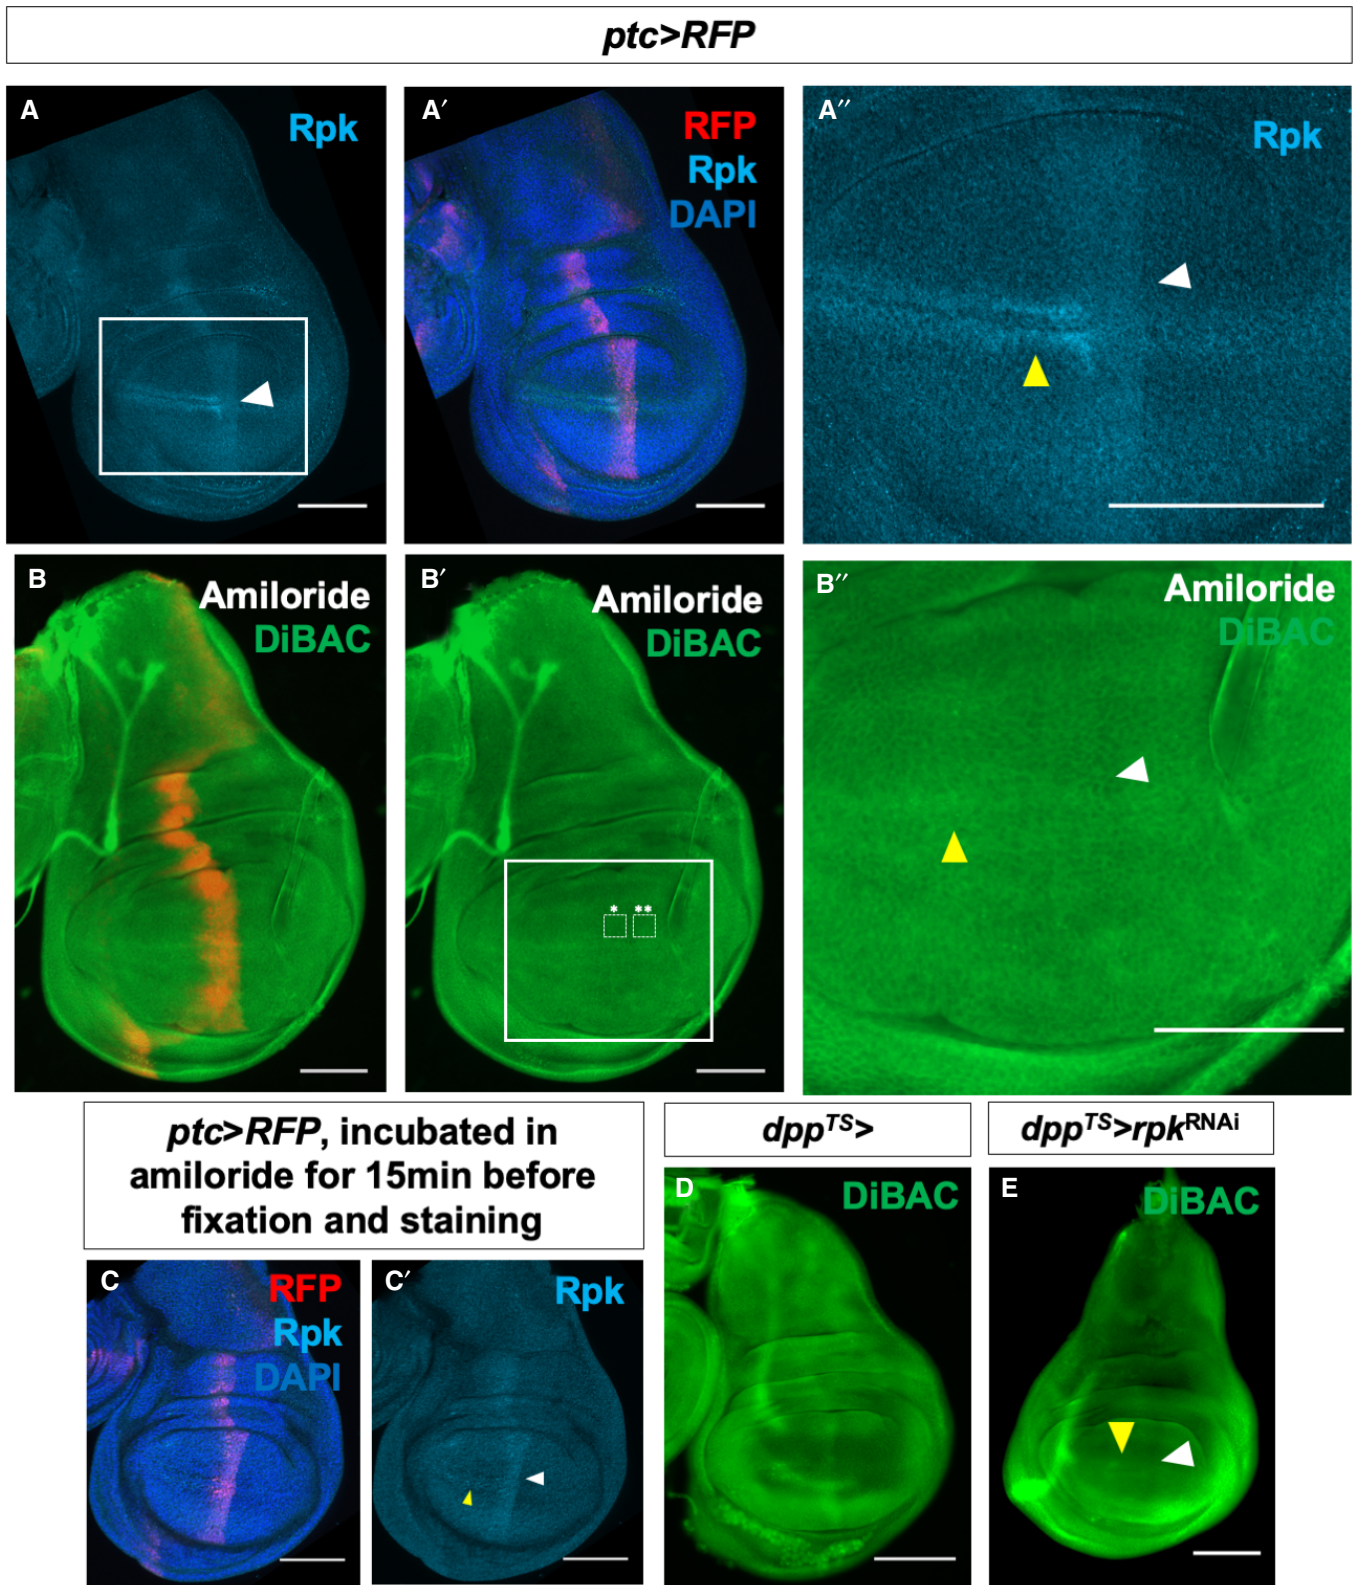 ptc>RFP
A
Rpk
A′
RFP
Rpk
DAPI
A″
Rpk
B
Amiloride
DiBAC
B′
Amiloride
DiBAC
* **
B″
Amiloride
DiBAC
ptc>RFP, incubated in
amiloride for 15min before
fixation and staining
dppTS>
dppTS>rpkRNAi
C
RFP
Rpk
DAPI
C′
Rpk
D
DiBAC
E
DiBAC